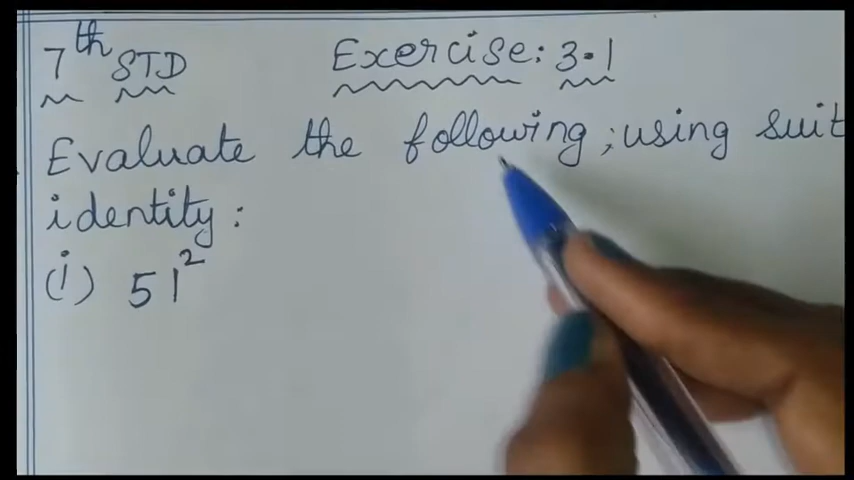 7th STD Exercise: 3.1
Evaluate the following; using suit
identity:
(i) 51²